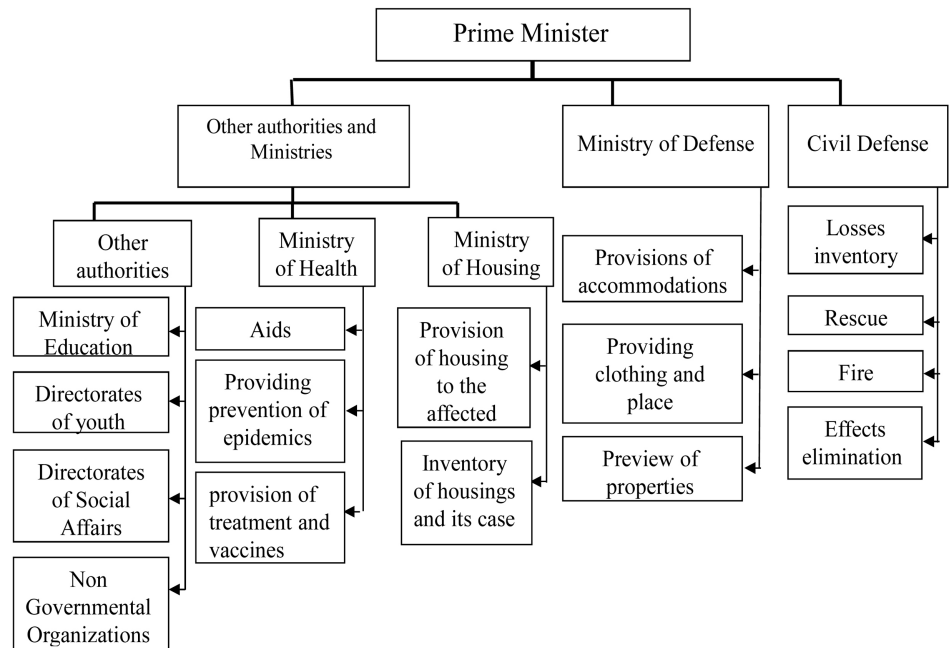 Prime Minister
Other authorities and
Ministries
Ministry of Defense
Civil Defense
Other
authorities
Ministry of
Education
Directorates
of youth
Directorates
of Social
Affairs
Non
Governmental
Organizations
Ministry
of Health
Aids
Providing
prevention of
epidemics
provision of
treatment and
vaccines
Ministry
of Housing
Provision
of housing
to the
affected
Inventory
of housings
and its case
Provisions of
accommodations
Providing
clothing and
place
Preview of
properties
Losses
inventory
Rescue
Fire
Effects
elimination